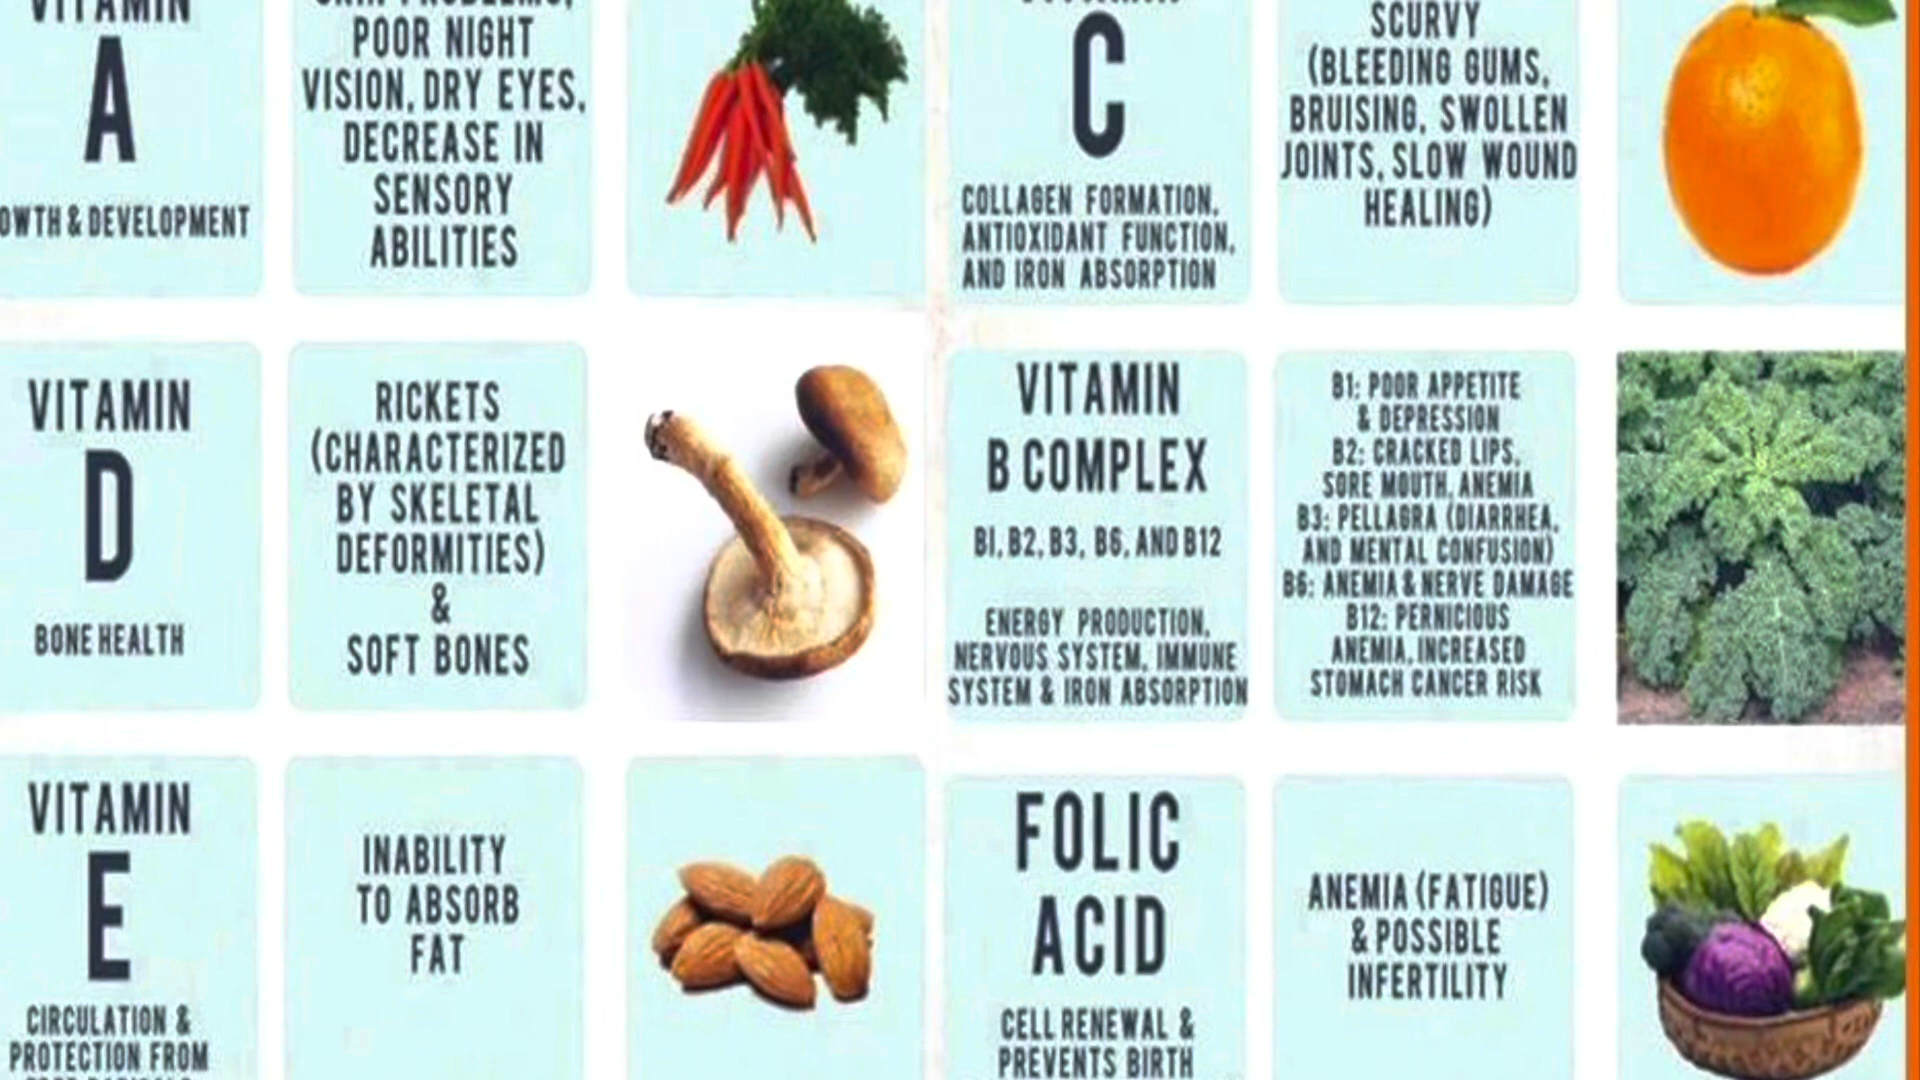 VITAMIN
A
OWTH & DEVELOPMENT
SKIN PROBLEMS,
POOR NIGHT
VISION, DRY EYES,
DECREASE IN
SENSORY
ABILITIES
C
COLLAGEN FORMATION,
ANTIOXIDANT FUNCTION,
AND IRON ABSORPTION
SCURVY
(BLEEDING GUMS,
BRUISING, SWOLLEN
JOINTS, SLOW WOUND
HEALING)
VITAMIN
D
BONE HEALTH
RICKETS
(CHARACTERIZED
BY SKELETAL
DEFORMITIES)
&
SOFT BONES
VITAMIN
B COMPLEX
B1, B2, B3, B6, AND B12
ENERGY PRODUCTION,
NERVOUS SYSTEM, IMMUNE
SYSTEM & IRON ABSORPTION
B1: POOR APPETITE
& DEPRESSION
B2: CRACKED LIPS,
SORE MOUTH, ANEMIA
B3: PELLAGRA (DIARRHEA,
AND MENTAL CONFUSION)
B6: ANEMIA & NERVE DAMAGE
B12: PERNICIOUS
ANEMIA, INCREASED
STOMACH CANCER RISK
VITAMIN
E
CIRCULATION &
PROTECTION FROM
INABILITY
TO ABSORB
FAT
FOLIC
ACID
CELL RENEWAL &
PREVENTS BIRTH
ANEMIA (FATIGUE)
& POSSIBLE
INFERTILITY